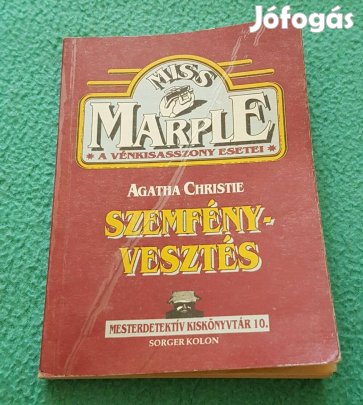 Jófogás
MISS
MARPLE
* A VÉNKISASSZONY ESETEI *
AGATHA CHRISTIE
SZEMFÉNY-
VESZTÉS
MESTERDETEKTÍV KISKÖNYVTÁR 10.
SORGER KOLON